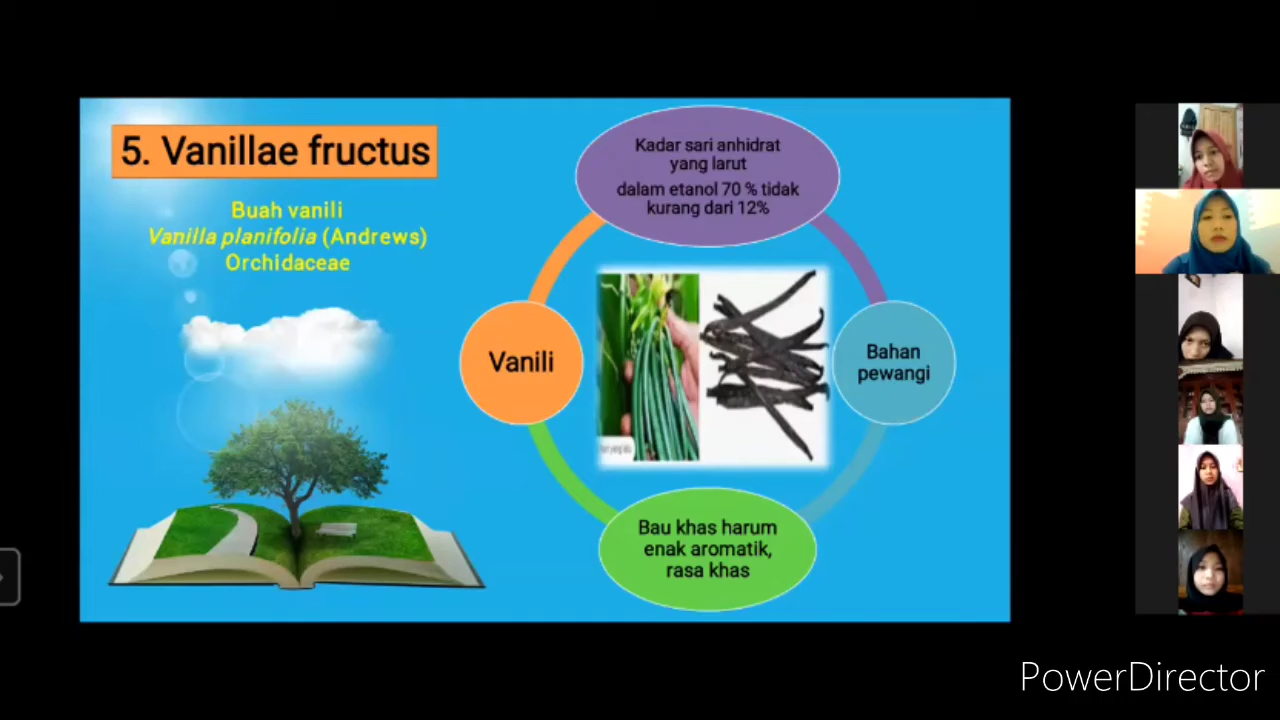 5. Vanillae fructus
Buah vanili
Vanilla planifolia (Andrews)
Orchidaceae
Kadar sari anhidrat
yang larut
dalam etanol 70 % tidak
kurang dari 12%
Vanili
Bahan
pewangi
Bau khas harum
enak aromatik,
rasa khas
PowerDirector